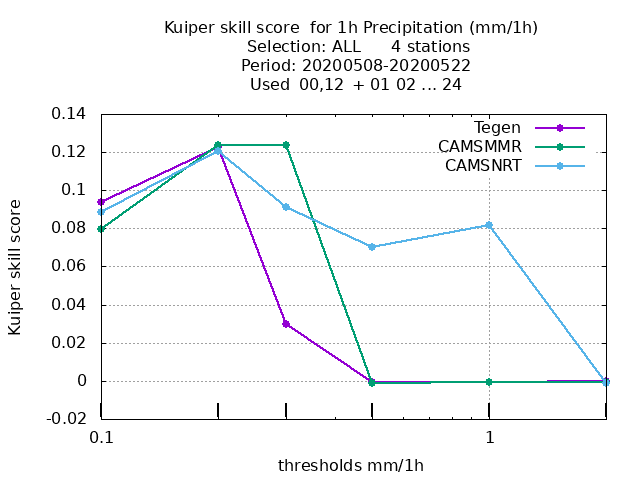 Kuiper skill score  for 1h Precipitation (mm/1h)
Selection: ALL      4 stations
Period: 20200508-20200522
Used  00,12  + 01 02 ... 24
Tegen
CAMSMMR
CAMSNRT
0.14
0.12
0.1
0.08
0.06
0.04
0.02
0
-0.02
Kuiper skill score
0.1
1
thresholds mm/1h